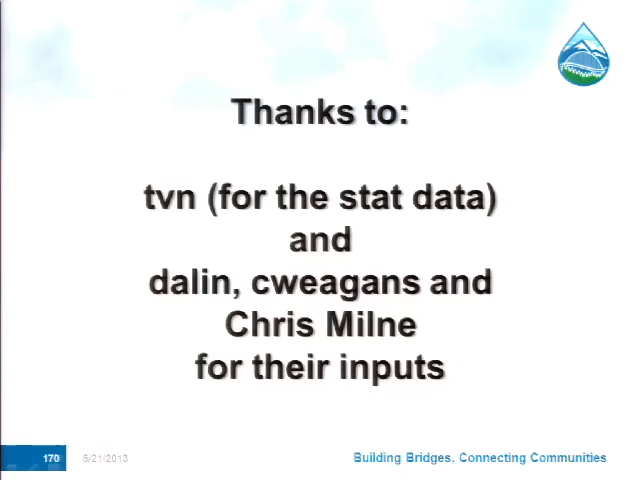 Thanks to:
tvn (for the stat data)
and
dalin, cweagans and
Chris Milne
for their inputs
170 5/21/2013 Building Bridges, Connecting Communities